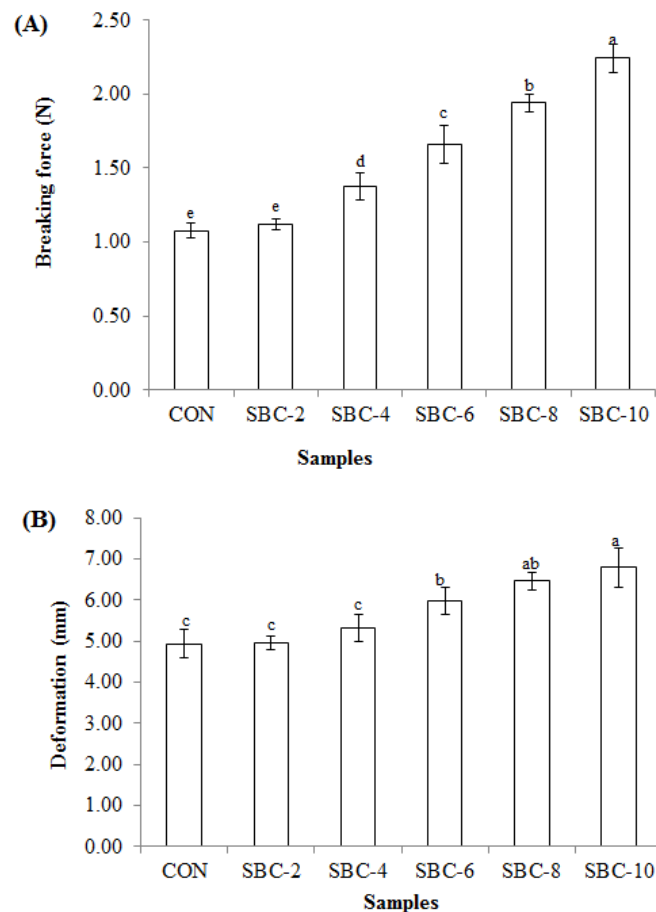 (A)
Breaking force (N)
2.50
2.00
1.50
1.00
0.50
0.00
e
e
d
c
b
a
CON SBC-2 SBC-4 SBC-6 SBC-8 SBC-10
Samples
(B)
Deformation (mm)
8.00
7.00
6.00
5.00
4.00
3.00
2.00
1.00
0.00
c
c
c
b
ab
a
CON SBC-2 SBC-4 SBC-6 SBC-8 SBC-10
Samples